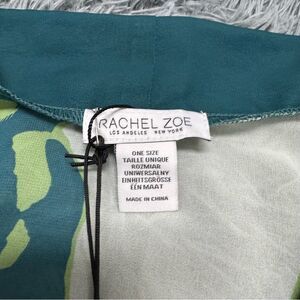 RACHEL ZOE
LOS ANGELES NEW YORK
ONE SIZE
TAILLE UNIQUE
ROZMIAR
UNIWERSALNY
EINHEITSGRÖSSE
ÉÉN MAAT
MADE IN CHINA